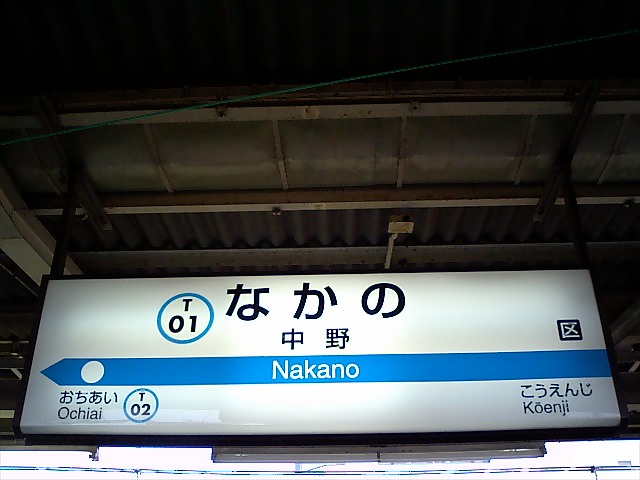 T
01
なかの
中野
区
Nakano
おちあい
Ochiai
T
02
こうえんじ
Kōenji